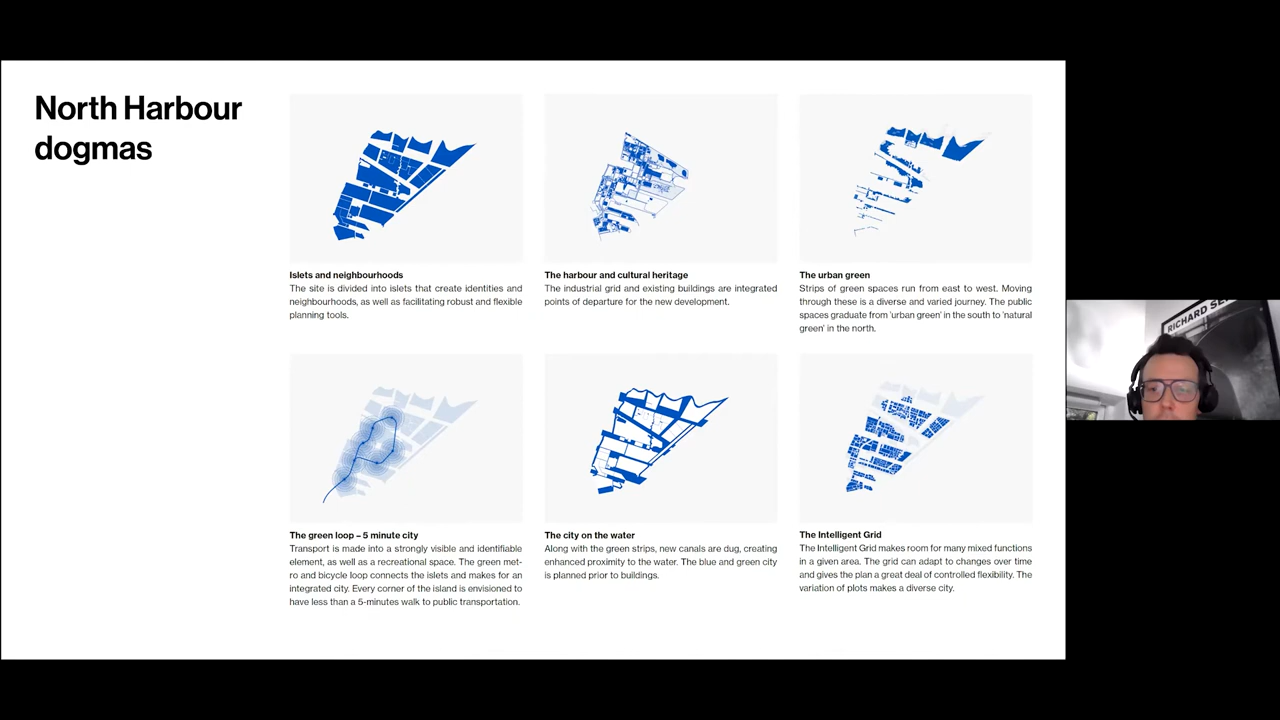 North Harbour
dogmas
Islets and neighbourhoods
The site is divided into islets that create identities and
neighbourhoods, as well as facilitating robust and flexible
planning tools.
The harbour and cultural heritage
The industrial grid and existing buildings are integrated
points of departure for the new development.
The urban green
Strips of green spaces run from east to west. Moving
through these is a diverse and varied journey. The public
spaces graduate from 'urban green' in the south to 'natural
green' in the north.
The green loop – 5 minute city
Transport is made into a strongly visible and identifiable
element, as well as a recreational space. The green met-
ro and bicycle loop connects the islets and makes for an
integrated city. Every corner of the island is envisioned to
have less than a 5-minutes walk to public transportation.
The city on the water
Along with the green strips, new canals are dug, creating
enhanced proximity to the water. The blue and green city
is planned prior to buildings.
The Intelligent Grid
The Intelligent Grid makes room for many mixed functions
in a given area. The grid can adapt to changes over time
and gives the plan a great deal of controlled flexibility. The
variation of plots makes a diverse city.
RICHARD